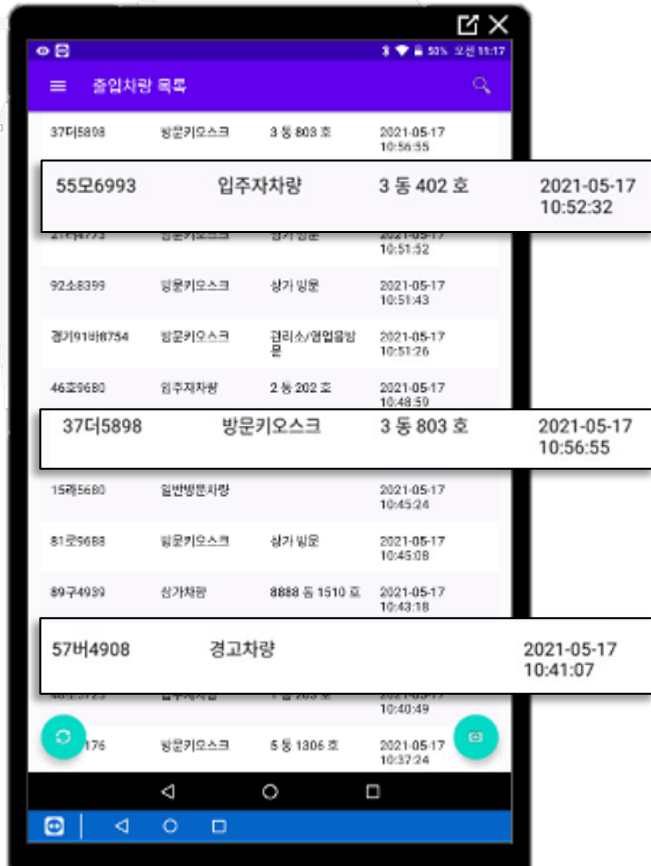 50% 오전 11:17
출입차량 목록
37더5898 방문키오스크 3 동 803 호 2021-05-17
10:56:55
55모6993 입주자차량 3 동 402 호 2021-05-17
10:52:32
10:51:52
92소8399 방문키오스크 상가 방문 2021-05-17
10:51:43
경기91바8754 방문키오스크 관리소/영업용방 2021-05-17
문 10:51:26
46호9680 입주자차량 2 동 202 호 2021-05-17
10:48:59
37더5898 방문키오스크 3 동 803 호 2021-05-17
10:56:55
15라5680 일반방문차량 2021-05-17
10:45:24
81로9688 방문키오스크 상가 방문 2021-05-17
10:45:08
89구4939 상가차량 8888 동 1510 호 2021-05-17
10:43:18
57버4908 경고차량 2021-05-17
10:41:07
10:40:49
176 방문키오스크 5 동 1306 호 2021-05-17
10:37:24